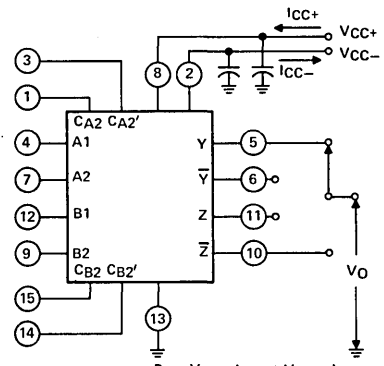 ICC+
VCC+
VCC−
ICC−
3
8
2
1
CA2 CA2'
4 A1 Y 5
7 A2 Y 6
12 B1 Z 11
9 B2 Z 10
CB2 CB2'
15
14
13
VO